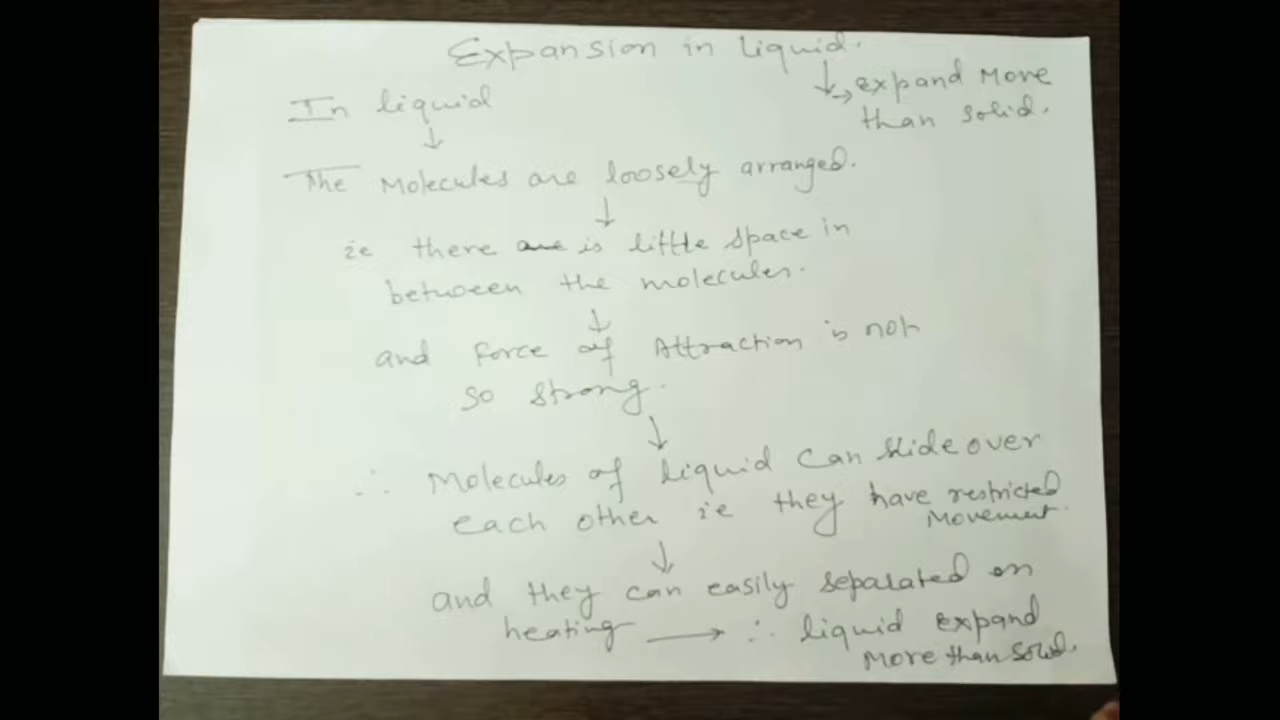 Expansion in Liquid.
↓→ expand More
than solid.
In liquid
↓
The Molecules are loosely arranged.
↓
ie there are is little space in
between the molecules.
↓
and Force of Attraction is not
so strong.
↓
∴ Molecules of liquid can slide over
each other ie they have restricted
Movement.
↓
and they can easily separated on
heating → ∴ liquid expand
More than Solid.